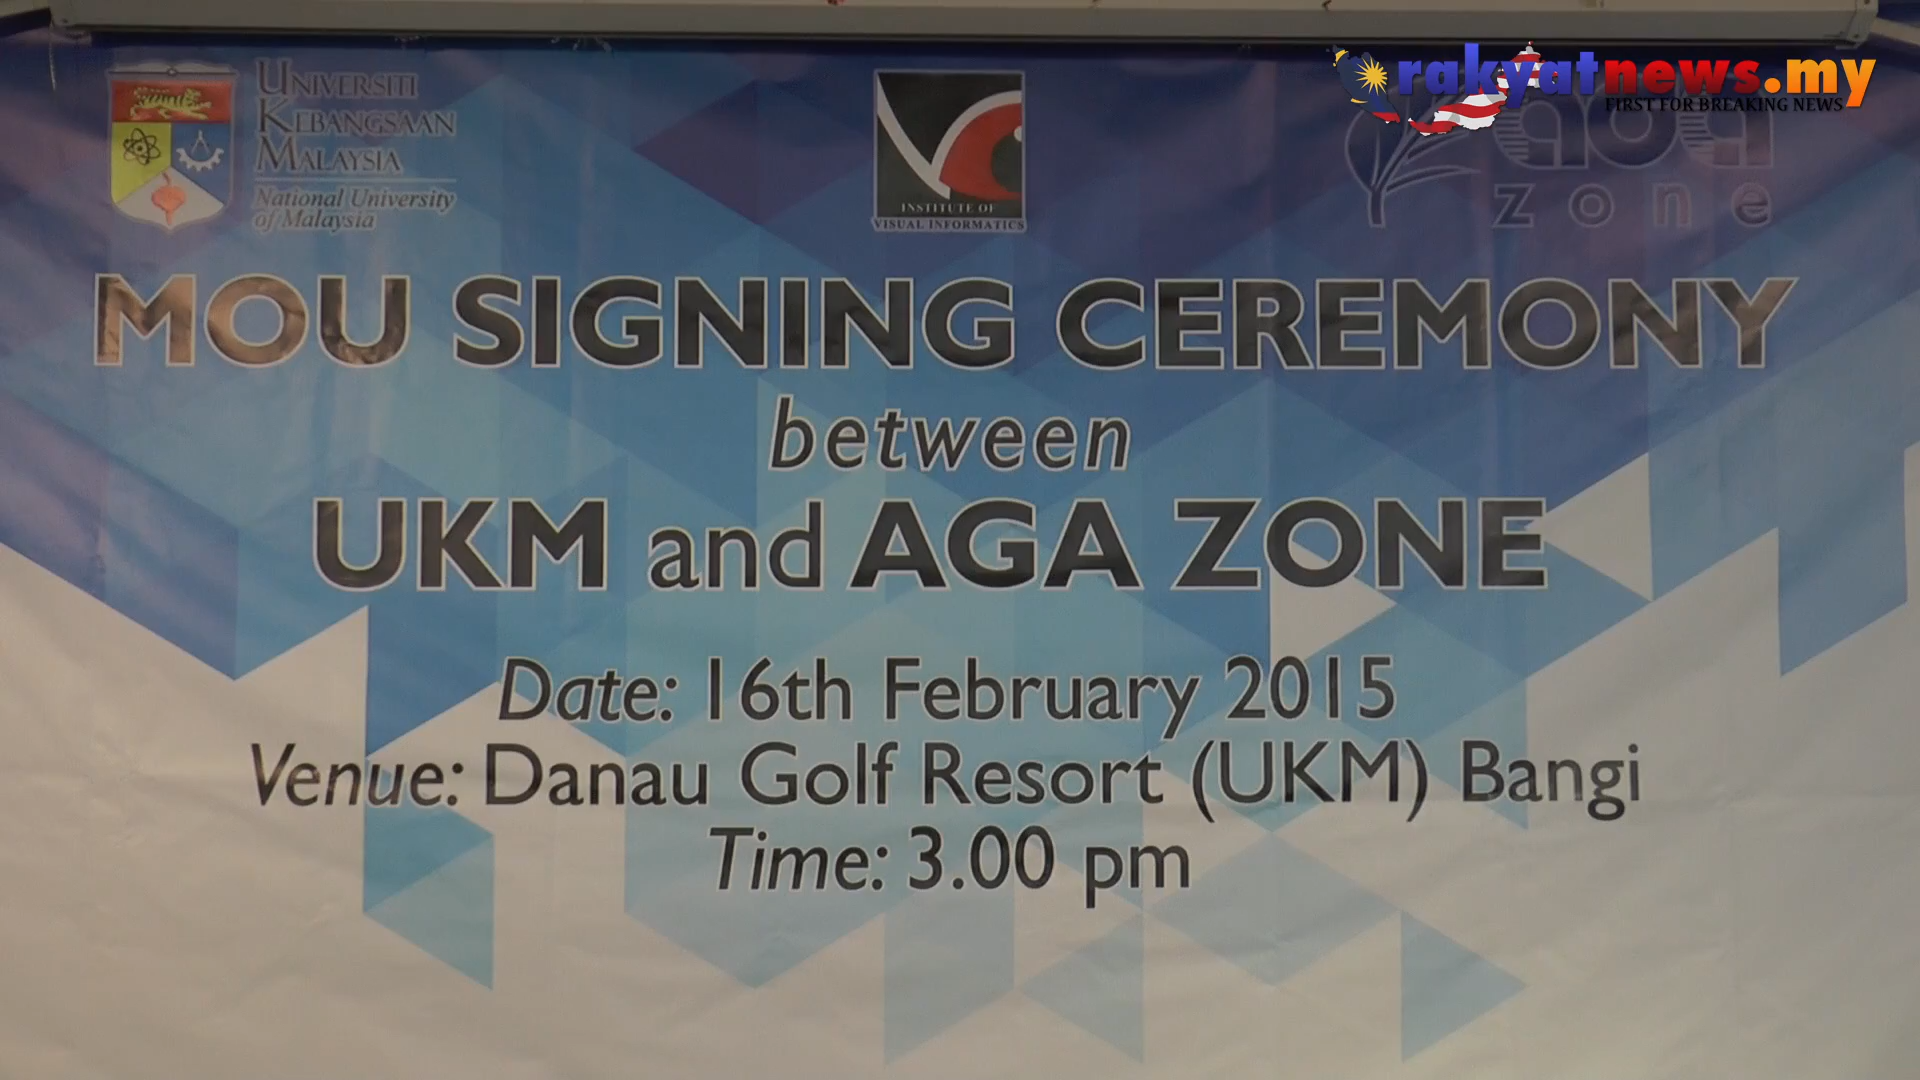 UNIVERSITI
KEBANGSAAN
MALAYSIA
National University
of Malaysia
INSTITUTE OF
VISUAL INFORMATICS
rakyatnews.my
FIRST FOR BREAKING NEWS
aga
zone
MOU SIGNING CEREMONY
between
UKM and AGA ZONE
Date: 16th February 2015
Venue: Danau Golf Resort (UKM) Bangi
Time: 3.00 pm